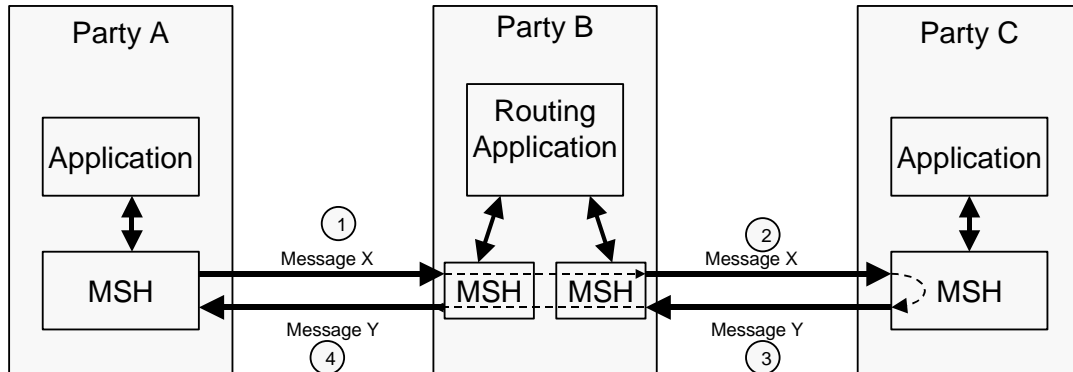 Party A
Party B
Party C
Routing
Application
Application
Application
1
2
Message X
Message X
MSH
MSH
MSH
MSH
Message Y
Message Y
4
3